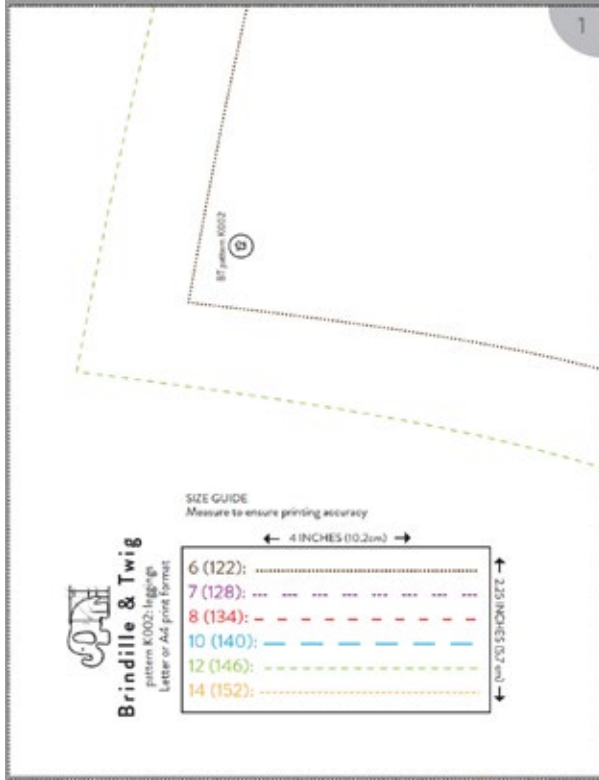 1
BT pattern K002
SIZE GUIDE
Measure to ensure printing accuracy
4 INCHES (10.2cm)
6 (122):
7 (128):
8 (134):
10 (140):
12 (146):
14 (152):
2.25 INCHES (5.7 cm)
Brindille & Twig
pattern K002: leggings
Letter or A4 print format